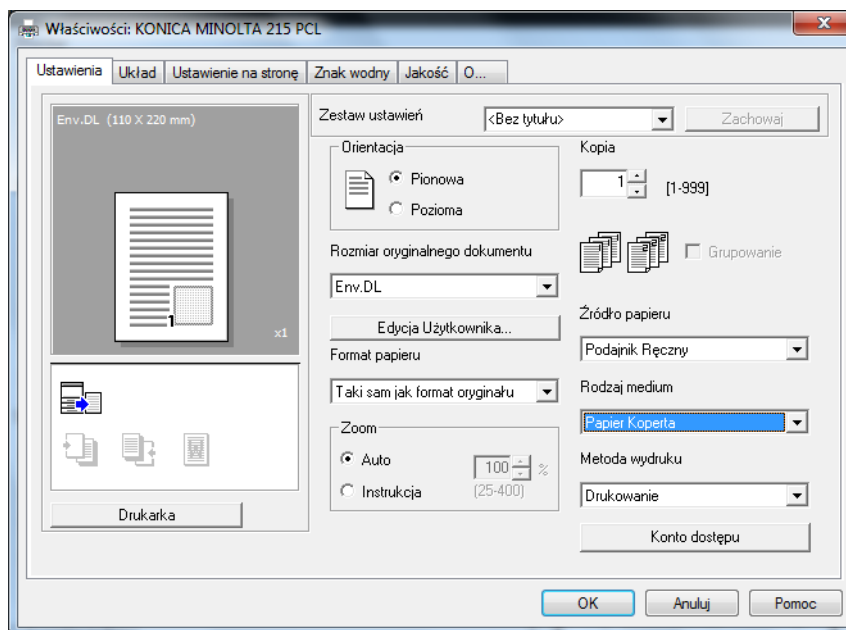 Właściwości: KONICA MINOLTA 215 PCL
Ustawienia Układ Ustawienie na stronę Znak wodny Jakość O...
Env.DL (110 X 220 mm)
1
x1
Drukarka
Zestaw ustawień <Bez tytułu> Zachowaj
Orientacja
Pionowa
Pozioma
Rozmiar oryginalnego dokumentu
Env.DL
Edycja Użytkownika...
Format papieru
Taki sam jak format oryginału
Zoom
Auto
100 %
Instrukcja (25-400)
Kopia
1 [1-999]
Grupowanie
Źródło papieru
Podajnik Ręczny
Rodzaj medium
Papier Koperta
Metoda wydruku
Drukowanie
Konto dostępu
OK Anuluj Pomoc